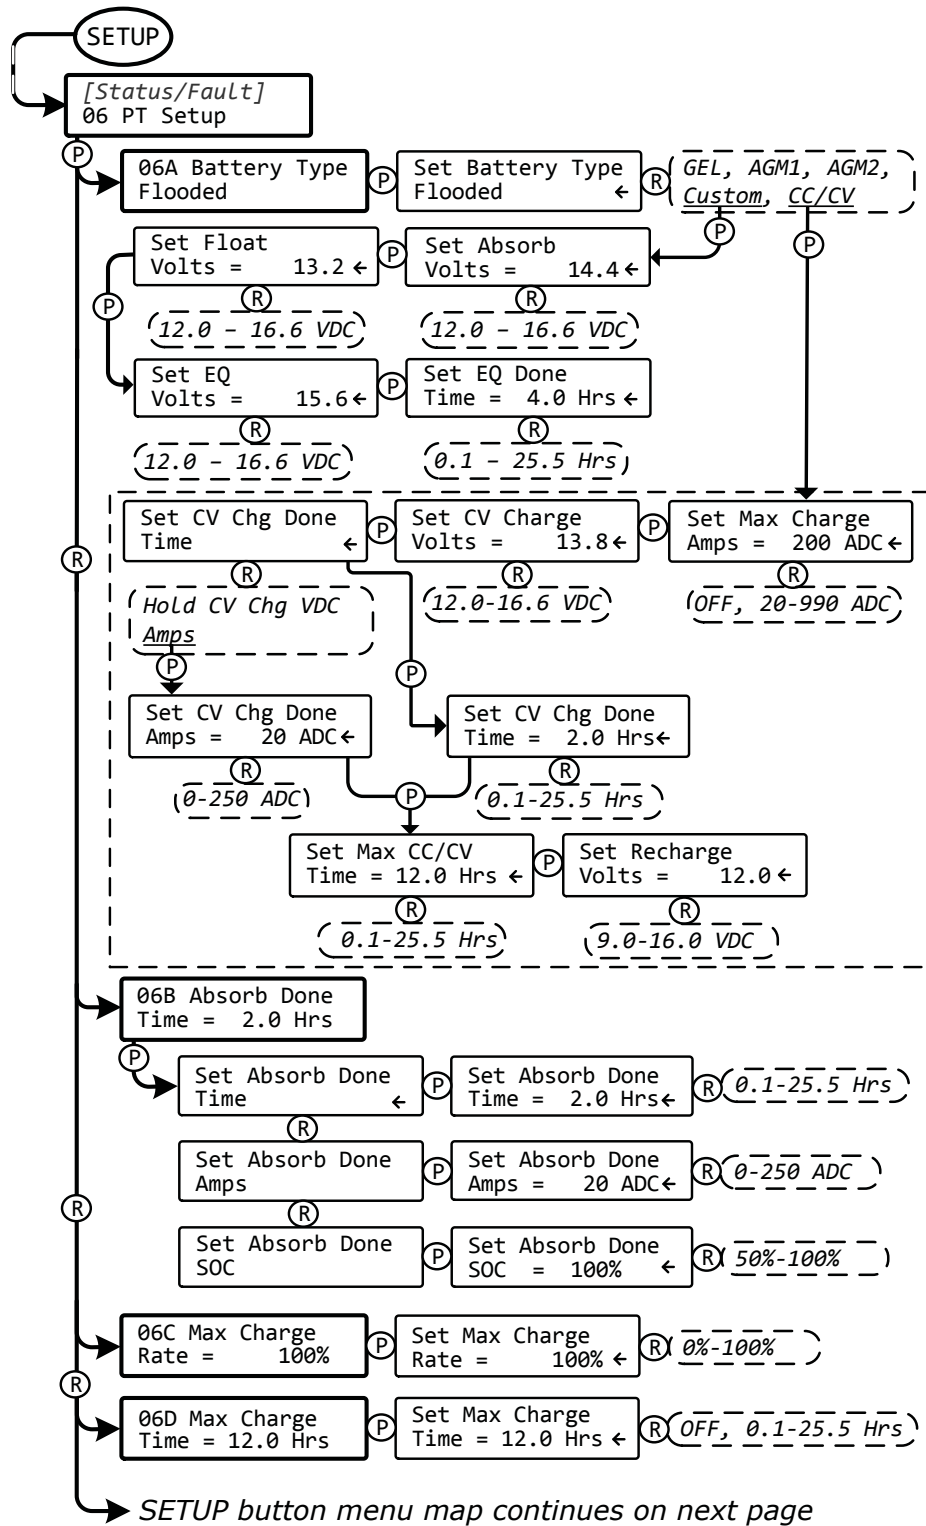 SETUP
[Status/Fault]
06 PT Setup
P
06A Battery Type
Flooded
P
Set Battery Type
Flooded ←
R
GEL, AGM1, AGM2,
Custom, CC/CV
P
P
Set Float
Volts = 13.2 ←
P
Set Absorb
Volts = 14.4 ←
P
R
12.0 – 16.6 VDC
R
12.0 – 16.6 VDC
Set EQ
Volts = 15.6 ←
P
Set EQ Done
Time = 4.0 Hrs ←
R
12.0 – 16.6 VDC
R
0.1 – 25.5 Hrs
R
Set CV Chg Done
Time ←
P
Set CV Charge
Volts = 13.8 ←
P
Set Max Charge
Amps = 200 ADC ←
R
Hold CV Chg VDC
Amps
R
12.0-16.6 VDC
R
OFF, 20-990 ADC
P
P
Set CV Chg Done
Amps = 20 ADC ←
Set CV Chg Done
Time = 2.0 Hrs ←
R
0-250 ADC
P
R
0.1-25.5 Hrs
Set Max CC/CV
Time = 12.0 Hrs ←
P
Set Recharge
Volts = 12.0 ←
R
0.1-25.5 Hrs
R
9.0-16.0 VDC
06B Absorb Done
Time = 2.0 Hrs
P
Set Absorb Done
Time ←
P
Set Absorb Done
Time = 2.0 Hrs ←
R
0.1-25.5 Hrs
R
Set Absorb Done
Amps
P
Set Absorb Done
Amps = 20 ADC ←
R
0-250 ADC
R
R
Set Absorb Done
SOC
P
Set Absorb Done
SOC = 100% ←
R
50%-100%
06C Max Charge
Rate = 100%
P
Set Max Charge
Rate = 100% ←
R
0%-100%
R
06D Max Charge
Time = 12.0 Hrs
P
Set Max Charge
Time = 12.0 Hrs ←
R
OFF, 0.1-25.5 Hrs
SETUP button menu map continues on next page